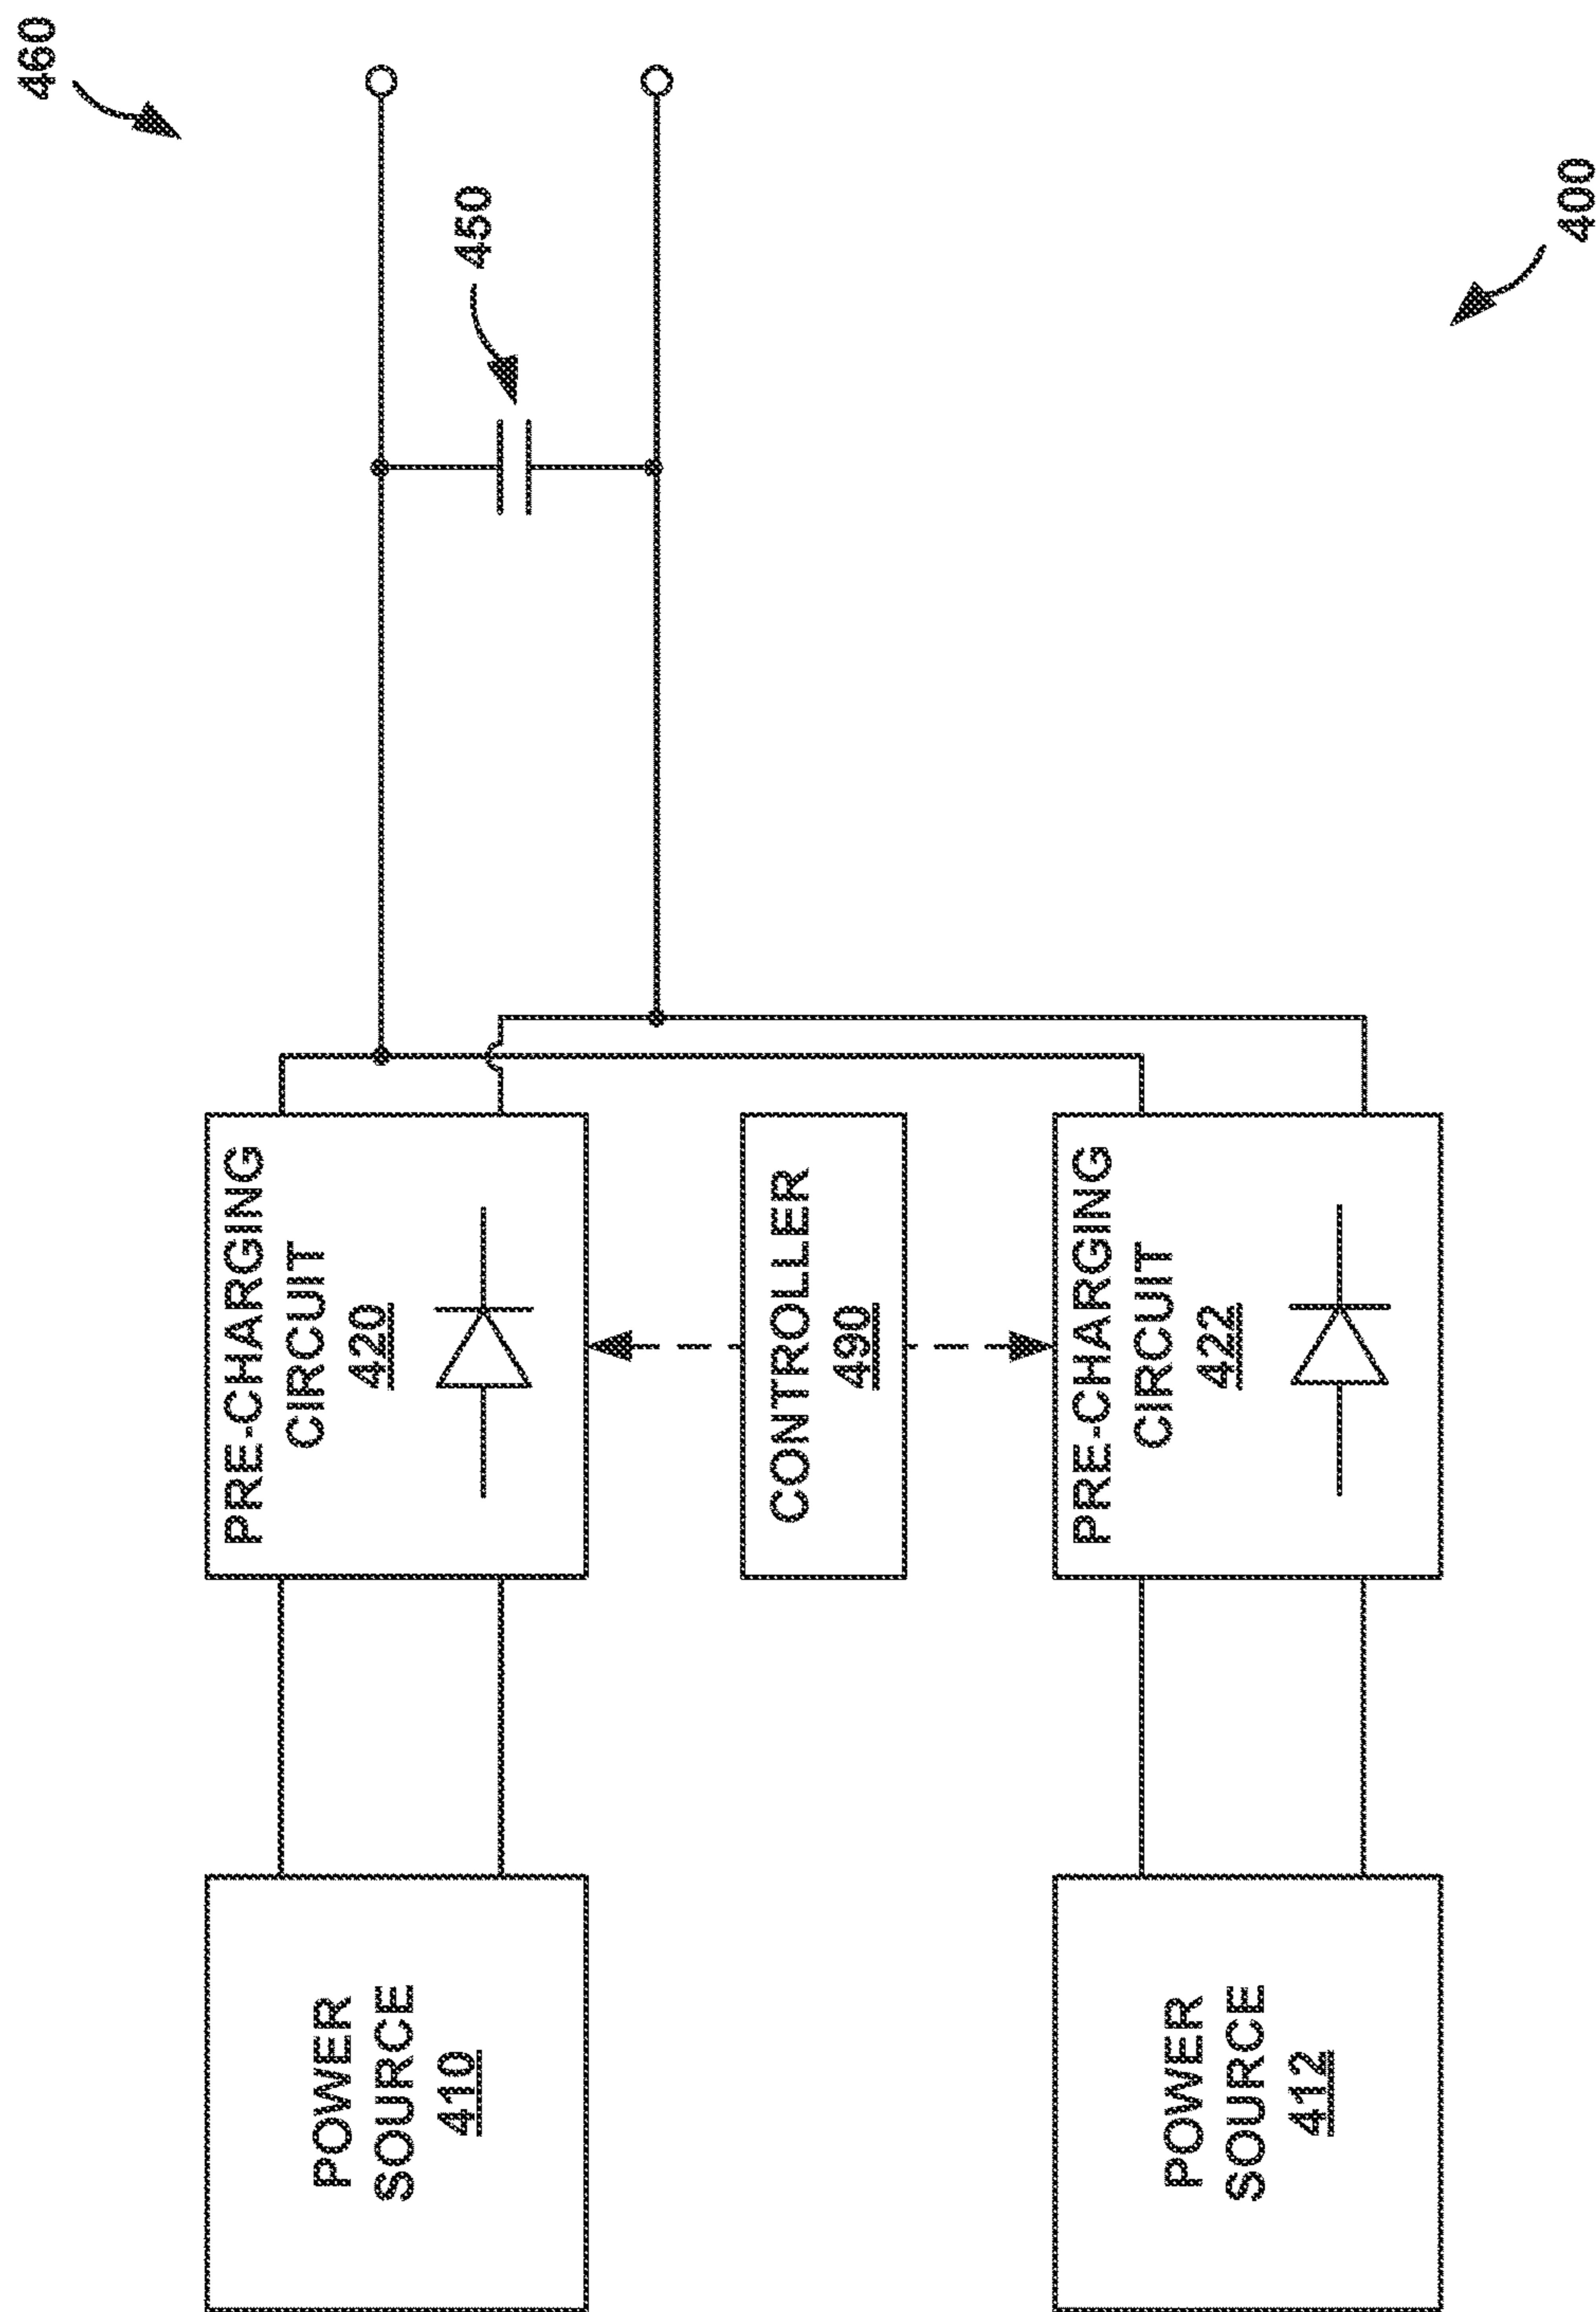 460
450
400
PRE-CHARGING
CIRCUIT
420
CONTROLLER
490
PRE-CHARGING
CIRCUIT
422
POWER
SOURCE
410
POWER
SOURCE
412